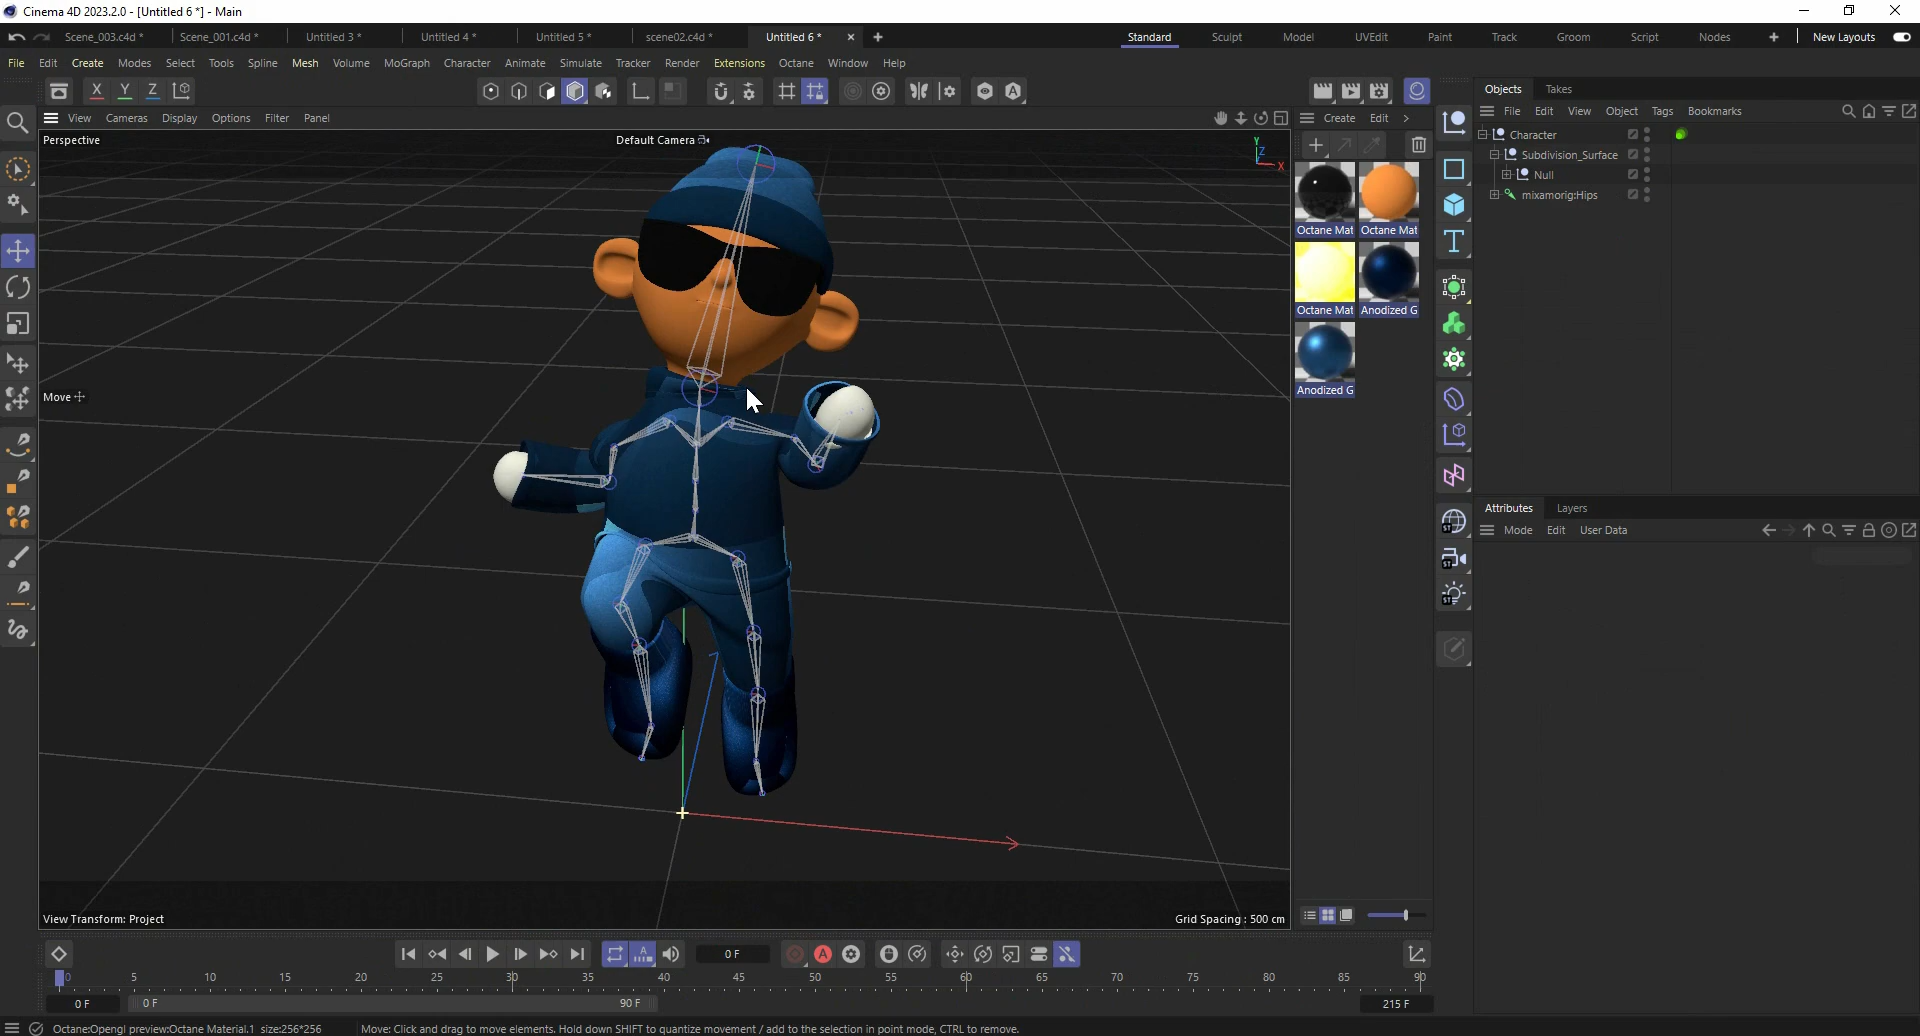 Cinema 4D 2023.2.0 - [Untitled 6 *] - Main
Scene_003.c4d * Scene_001.c4d * Untitled 3 * Untitled 4 * Untitled 5 * scene02.c4d * Untitled 6 * Standard Sculpt Model UVEdit Paint Track Groom Script Nodes New Layouts
File Edit Create Modes Select Tools Spline Mesh Volume MoGraph Character Animate Simulate Tracker Render Extensions Octane Window Help
X Y Z
View Cameras Display Options Filter Panel
Perspective
Default Camera
Y
Z
X
Move
View Transform: Project
Grid Spacing : 500 cm
Create Edit
Octane Mat Octane Mat
Octane Mat Anodized G
Anodized G
Objects Takes
File Edit View Object Tags Bookmarks
Character
Subdivision_Surface
Null
mixamorig:Hips
Attributes Layers
Mode Edit User Data
0 F
0 5 10 15 20 25 30 35 40 45 50 55 60 65 70 75 80 85 90
0 F 0 F 90 F 215 F
Octane:Opengl preview:Octane Material.1 size:256*256 Move: Click and drag to move elements. Hold down SHIFT to quantize movement / add to the selection in point mode, CTRL to remove.